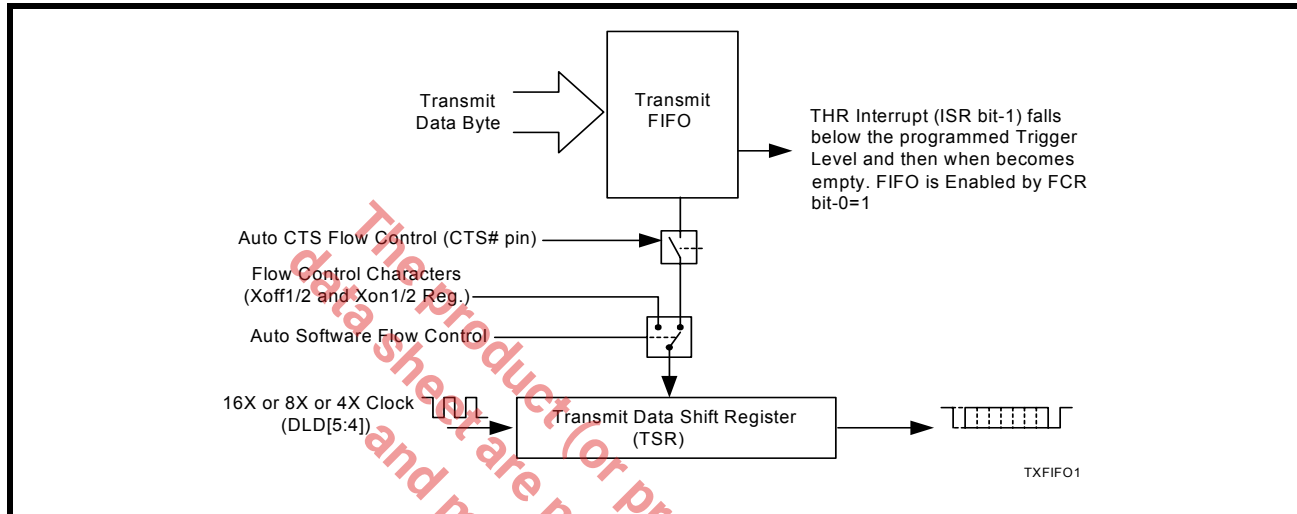 Transmit
Data Byte
Transmit
FIFO
THR Interrupt (ISR bit-1) falls
below the programmed Trigger
Level and then when becomes
empty. FIFO is Enabled by FCR
bit-0=1
Auto CTS Flow Control (CTS# pin)
Flow Control Characters
(Xoff1/2 and Xon1/2 Reg.)
Auto Software Flow Control
16X or 8X or 4X Clock
(DLD[5:4])
Transmit Data Shift Register
(TSR)
TXFIFO1
The product (or
data sheet are
and